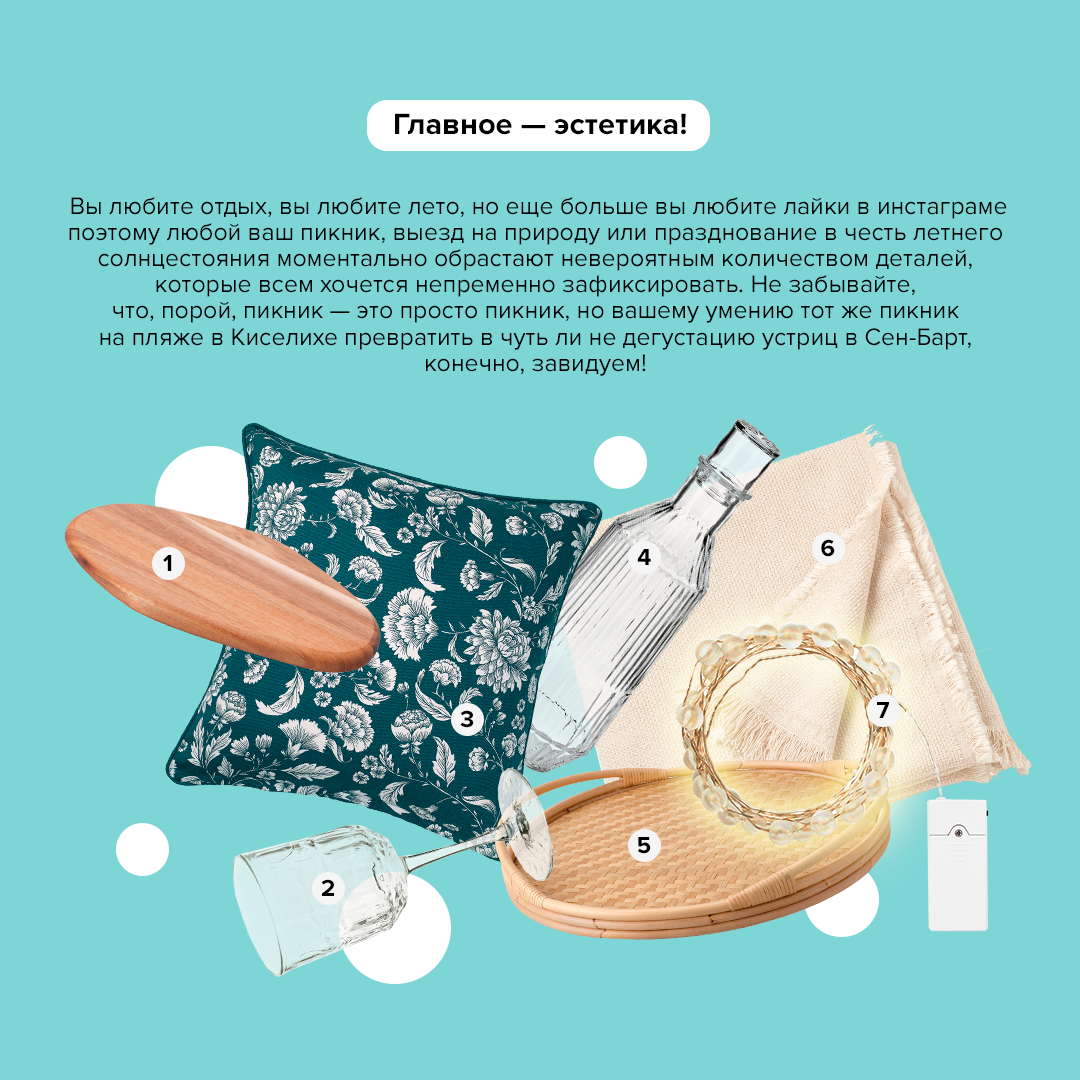 Главное — эстетика!
Вы любите отдых, вы любите лето, но еще больше вы любите лайки в инстаграме
поэтому любой ваш пикник, выезд на природу или празднование в честь летнего
солнцестояния моментально обрастают невероятным количеством деталей,
которые всем хочется непременно зафиксировать. Не забывайте,
что, порой, пикник — это просто пикник, но вашему умению тот же пикник
на пляже в Киселихе превратить в чуть ли не дегустацию устриц в Сен-Барт,
конечно, завидуем!
1
4
6
3
7
5
2